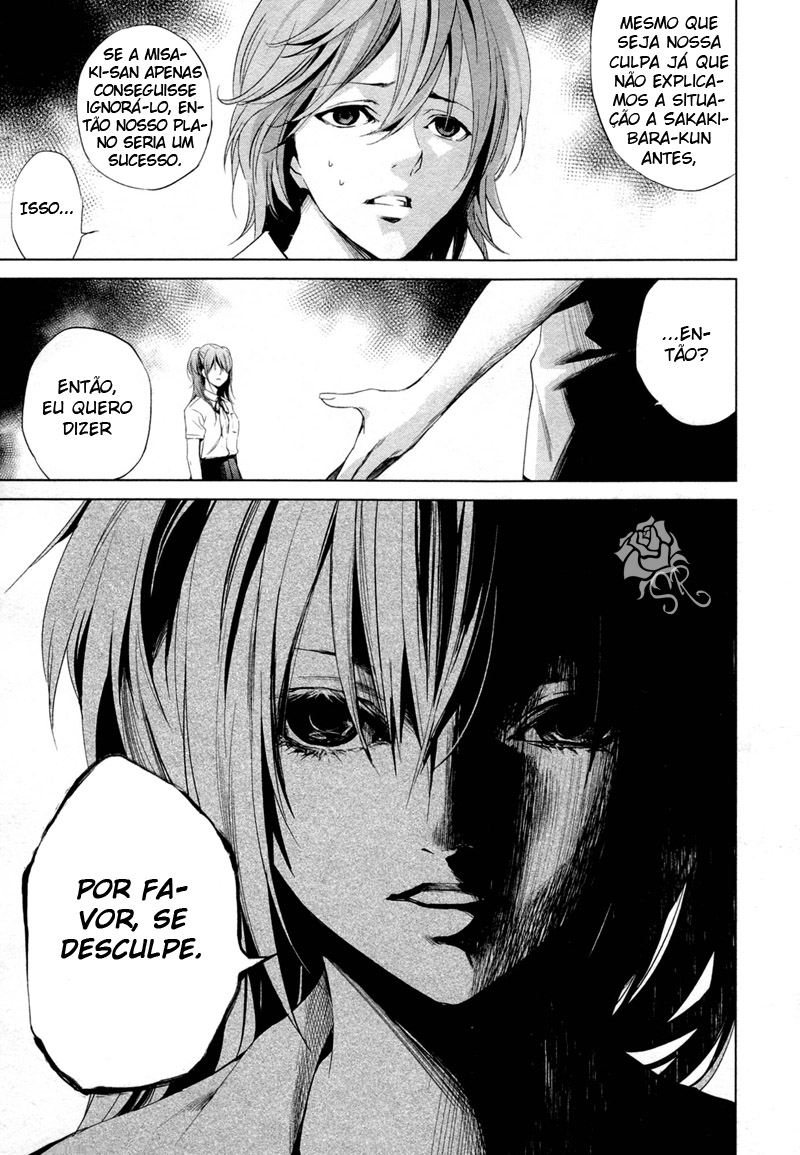 MESMO QUE
SEJA NOSSA
CULPA JÁ QUE
NÃO EXPLICA-
MOS A SITUA-
ÇÃO A SAKAKI-
BARA-KUN
ANTES,
SE A MISA-
KI-SAN APENAS
CONSEGUISSE
IGNORÁ-LO, EN-
TÃO NOSSO PLA-
NO SERIA UM
SUCESSO.
ISSO...
...EN-
TÃO?
ENTÃO,
EU QUERO
DIZER
MR
POR FA-
VOR, SE
DESCULPE.